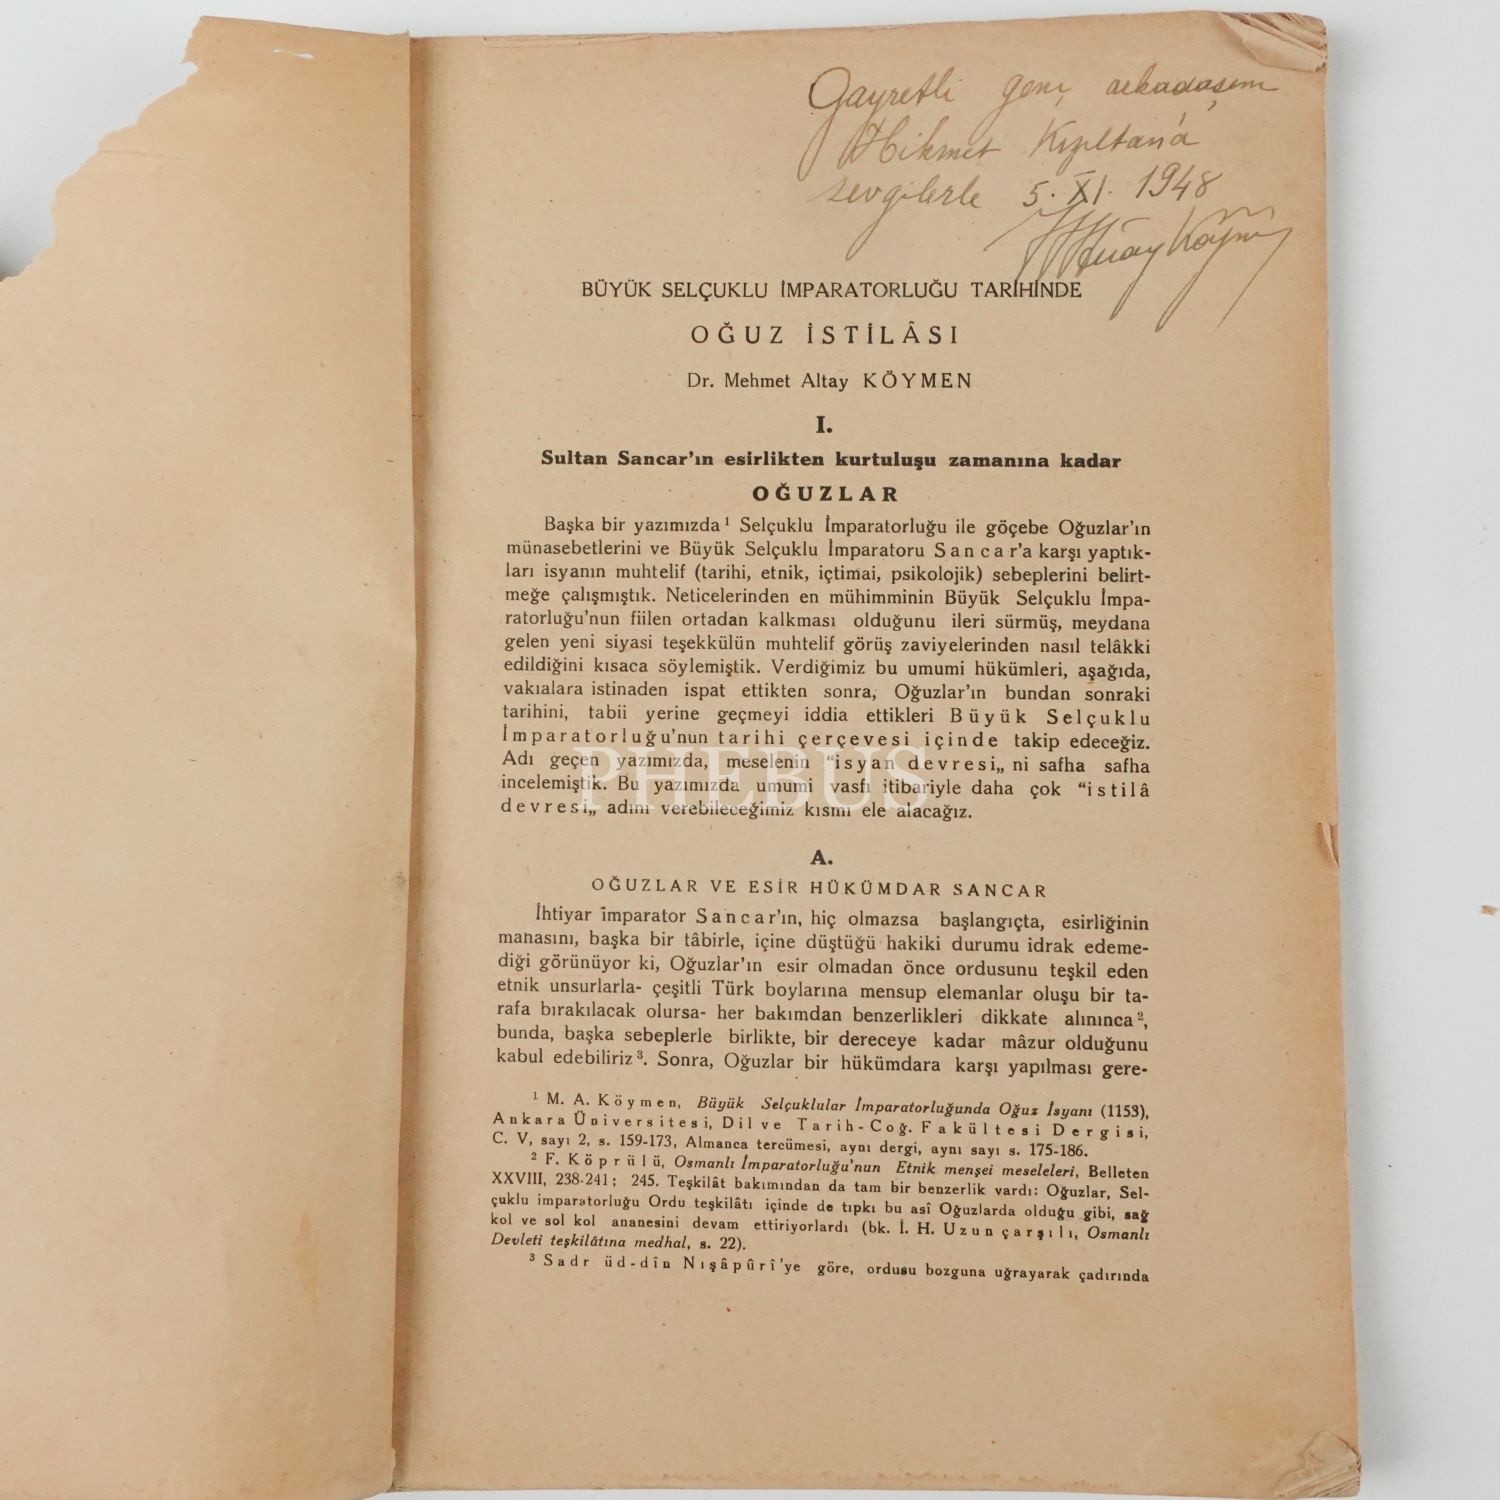 Gayretli genç arkadaşım
Hikmet Kızıltan'a
sevgilerle 5. XI. 1948
BÜYÜK SELÇUKLU İMPARATORLUĞU TARİHİNDE
OĞUZ İSTİLÂSI
Dr. Mehmet Altay KÖYMEN
I.
Sultan Sancar'ın esirlikten kurtuluşu zamanına kadar
OĞUZLAR
Başka bir yazımızda¹ Selçuklu İmparatorluğu ile göçebe Oğuzlar'ın
münasebetlerini ve Büyük Selçuklu İmparatoru Sancar'a karşı yaptık-
ları isyanın muhtelif (tarihi, etnik, içtimai, psikolojik) sebeplerini belirt-
meğe çalışmıştık. Neticelerinden en mühimminin Büyük Selçuklu İmpa-
ratorluğu'nun fiilen ortadan kalkması olduğunu ileri sürmüş, meydana
gelen yeni siyasi teşekkülün muhtelif görüş zaviyelerinden nasıl telâkki
edildiğini kısaca söylemiştik. Verdiğimiz bu umumi hükümleri, aşağıda,
vakıalara istinaden ispat ettikten sonra, Oğuzlar'ın bundan sonraki
tarihini, tabii yerine geçmeyi iddia ettikleri Büyük Selçuklu
İmparatorluğu'nun tarihi çerçevesi içinde takip edeceğiz.
Adı geçen yazımızda, meselenin "isyan devresi„ ni safha safha
incelemiştik. Bu yazımızda umumi vasfı itibariyle daha çok "istilâ
devresi„ adını verebileceğimiz kısmı ele alacağız.
PHEBUS
A.
OĞUZLAR VE ESİR HÜKÜMDAR SANCAR
İhtiyar imparator Sancar'ın, hiç olmazsa başlangıçta, esirliğinin
manasını, başka bir tâbirle, içine düştüğü hakiki durumu idrak edeme-
diği görünüyor ki, Oğuzlar'ın esir olmadan önce ordusunu teşkil eden
etnik unsurlarla- çeşitli Türk boylarına mensup elemanlar oluşu bir ta-
rafa bırakılacak olursa- her bakımdan benzerlikleri dikkate alınınca²,
bunda, başka sebeplerle birlikte, bir dereceye kadar mâzur olduğunu
kabul edebiliriz³. Sonra, Oğuzlar bir hükümdara karşı yapılması gere-
¹ M. A. Köymen, Büyük Selçuklular İmparatorluğunda Oğuz İsyanı (1153),
Ankara Üniversitesi, Dil ve Tarih-Coğ. Fakültesi Dergisi,
C. V, sayı 2, s. 159-173, Almanca tercümesi, aynı dergi, aynı sayı s. 175-186.
² F. Köprülü, Osmanlı İmparatorluğu'nun Etnik menşei meseleleri, Belleten
XXVIII, 238-241; 245. Teşkilât bakımından da tam bir benzerlik vardı: Oğuzlar, Sel-
çuklu imparatorluğu Ordu teşkilâtı içinde de tıpkı bu asî Oğuzlarda olduğu gibi, sağ
kol ve sol kol ananesini devam ettiriyorlardı (bk. İ. H. Uzunçarşılı, Osmanlı
Devleti teşkilâtına medhal, s. 22).
³ Sadr üd-dîn Nışâpûrî'ye göre, ordusu bozguna uğrayarak çadırında